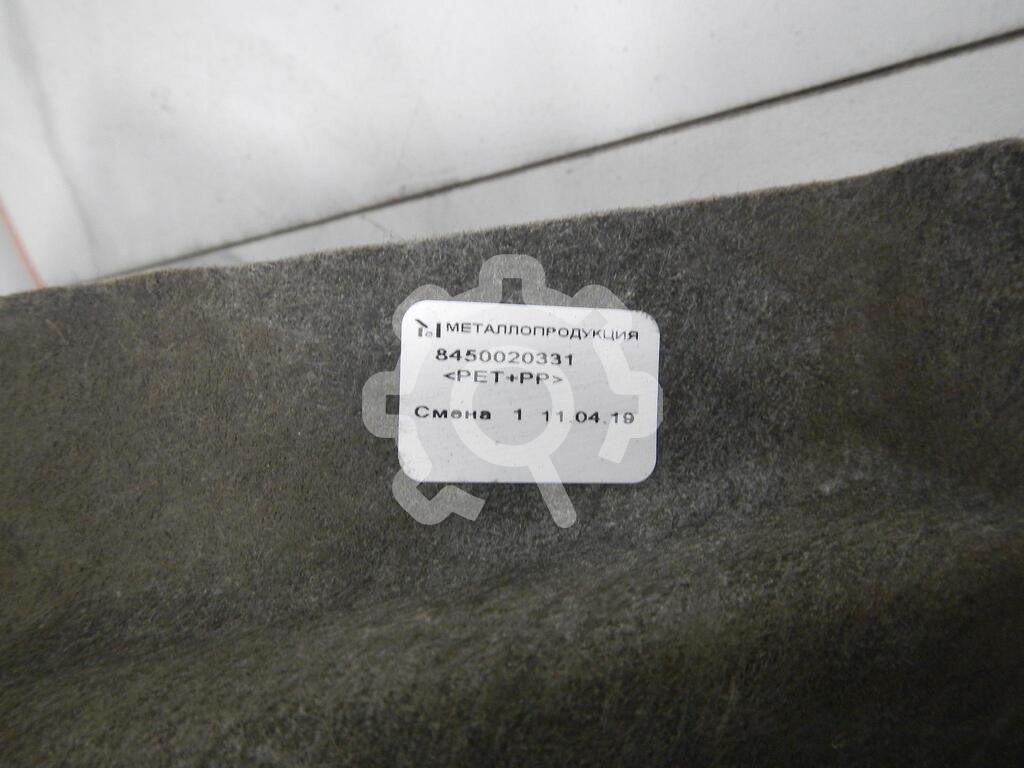 МЕТАЛЛОПРОДУКЦИЯ
8450020331
<PET+PP>
Смена 1 11.04.19